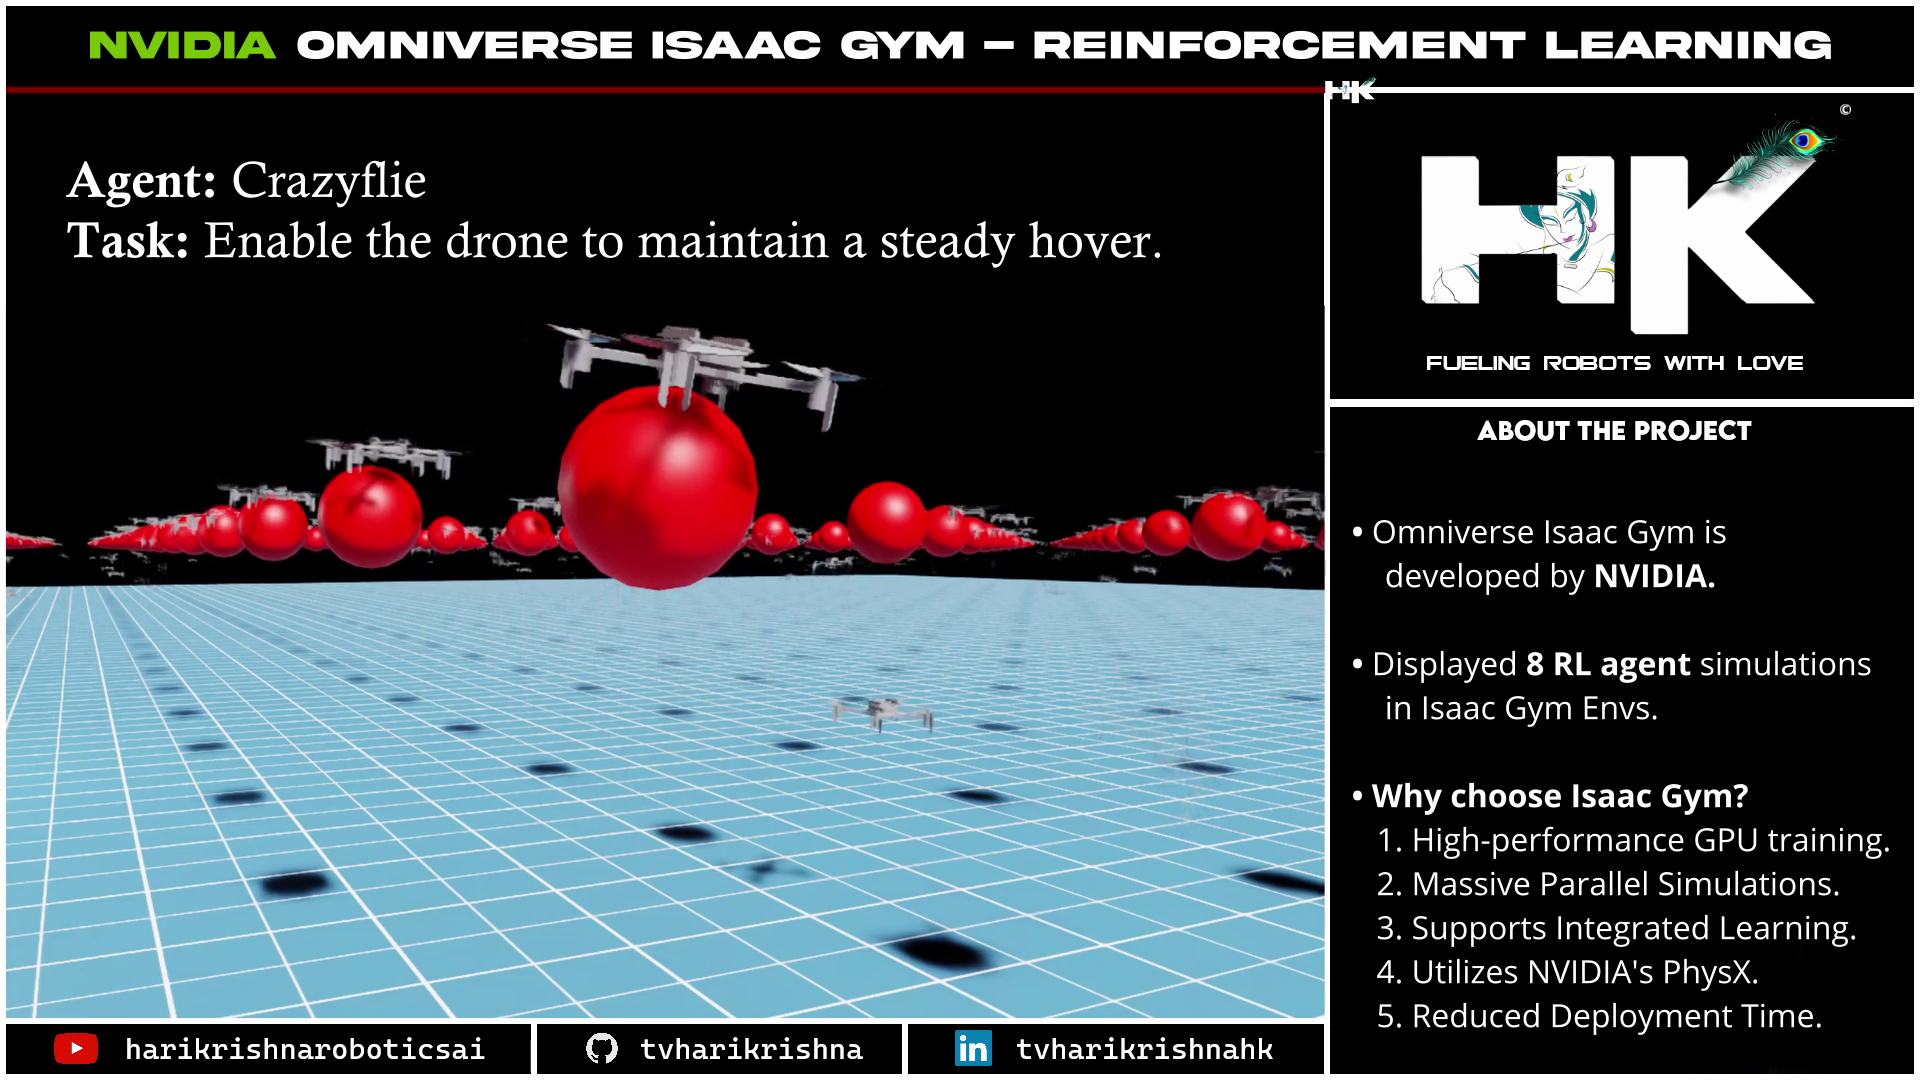 NVIDIA OMNIVERSE ISAAC GYM – REINFORCEMENT LEARNING
HK
Agent: Crazyflie
Task: Enable the drone to maintain a steady hover.
©
HK
FUELING ROBOTS WITH LOVE
ABOUT THE PROJECT
• Omniverse Isaac Gym is
developed by NVIDIA.
• Displayed 8 RL agent simulations
in Isaac Gym Envs.
• Why choose Isaac Gym?
1. High-performance GPU training.
2. Massive Parallel Simulations.
3. Supports Integrated Learning.
4. Utilizes NVIDIA's PhysX.
5. Reduced Deployment Time.
harikrishnaroboticsai
tvharikrishna
in tvharikrishnahk